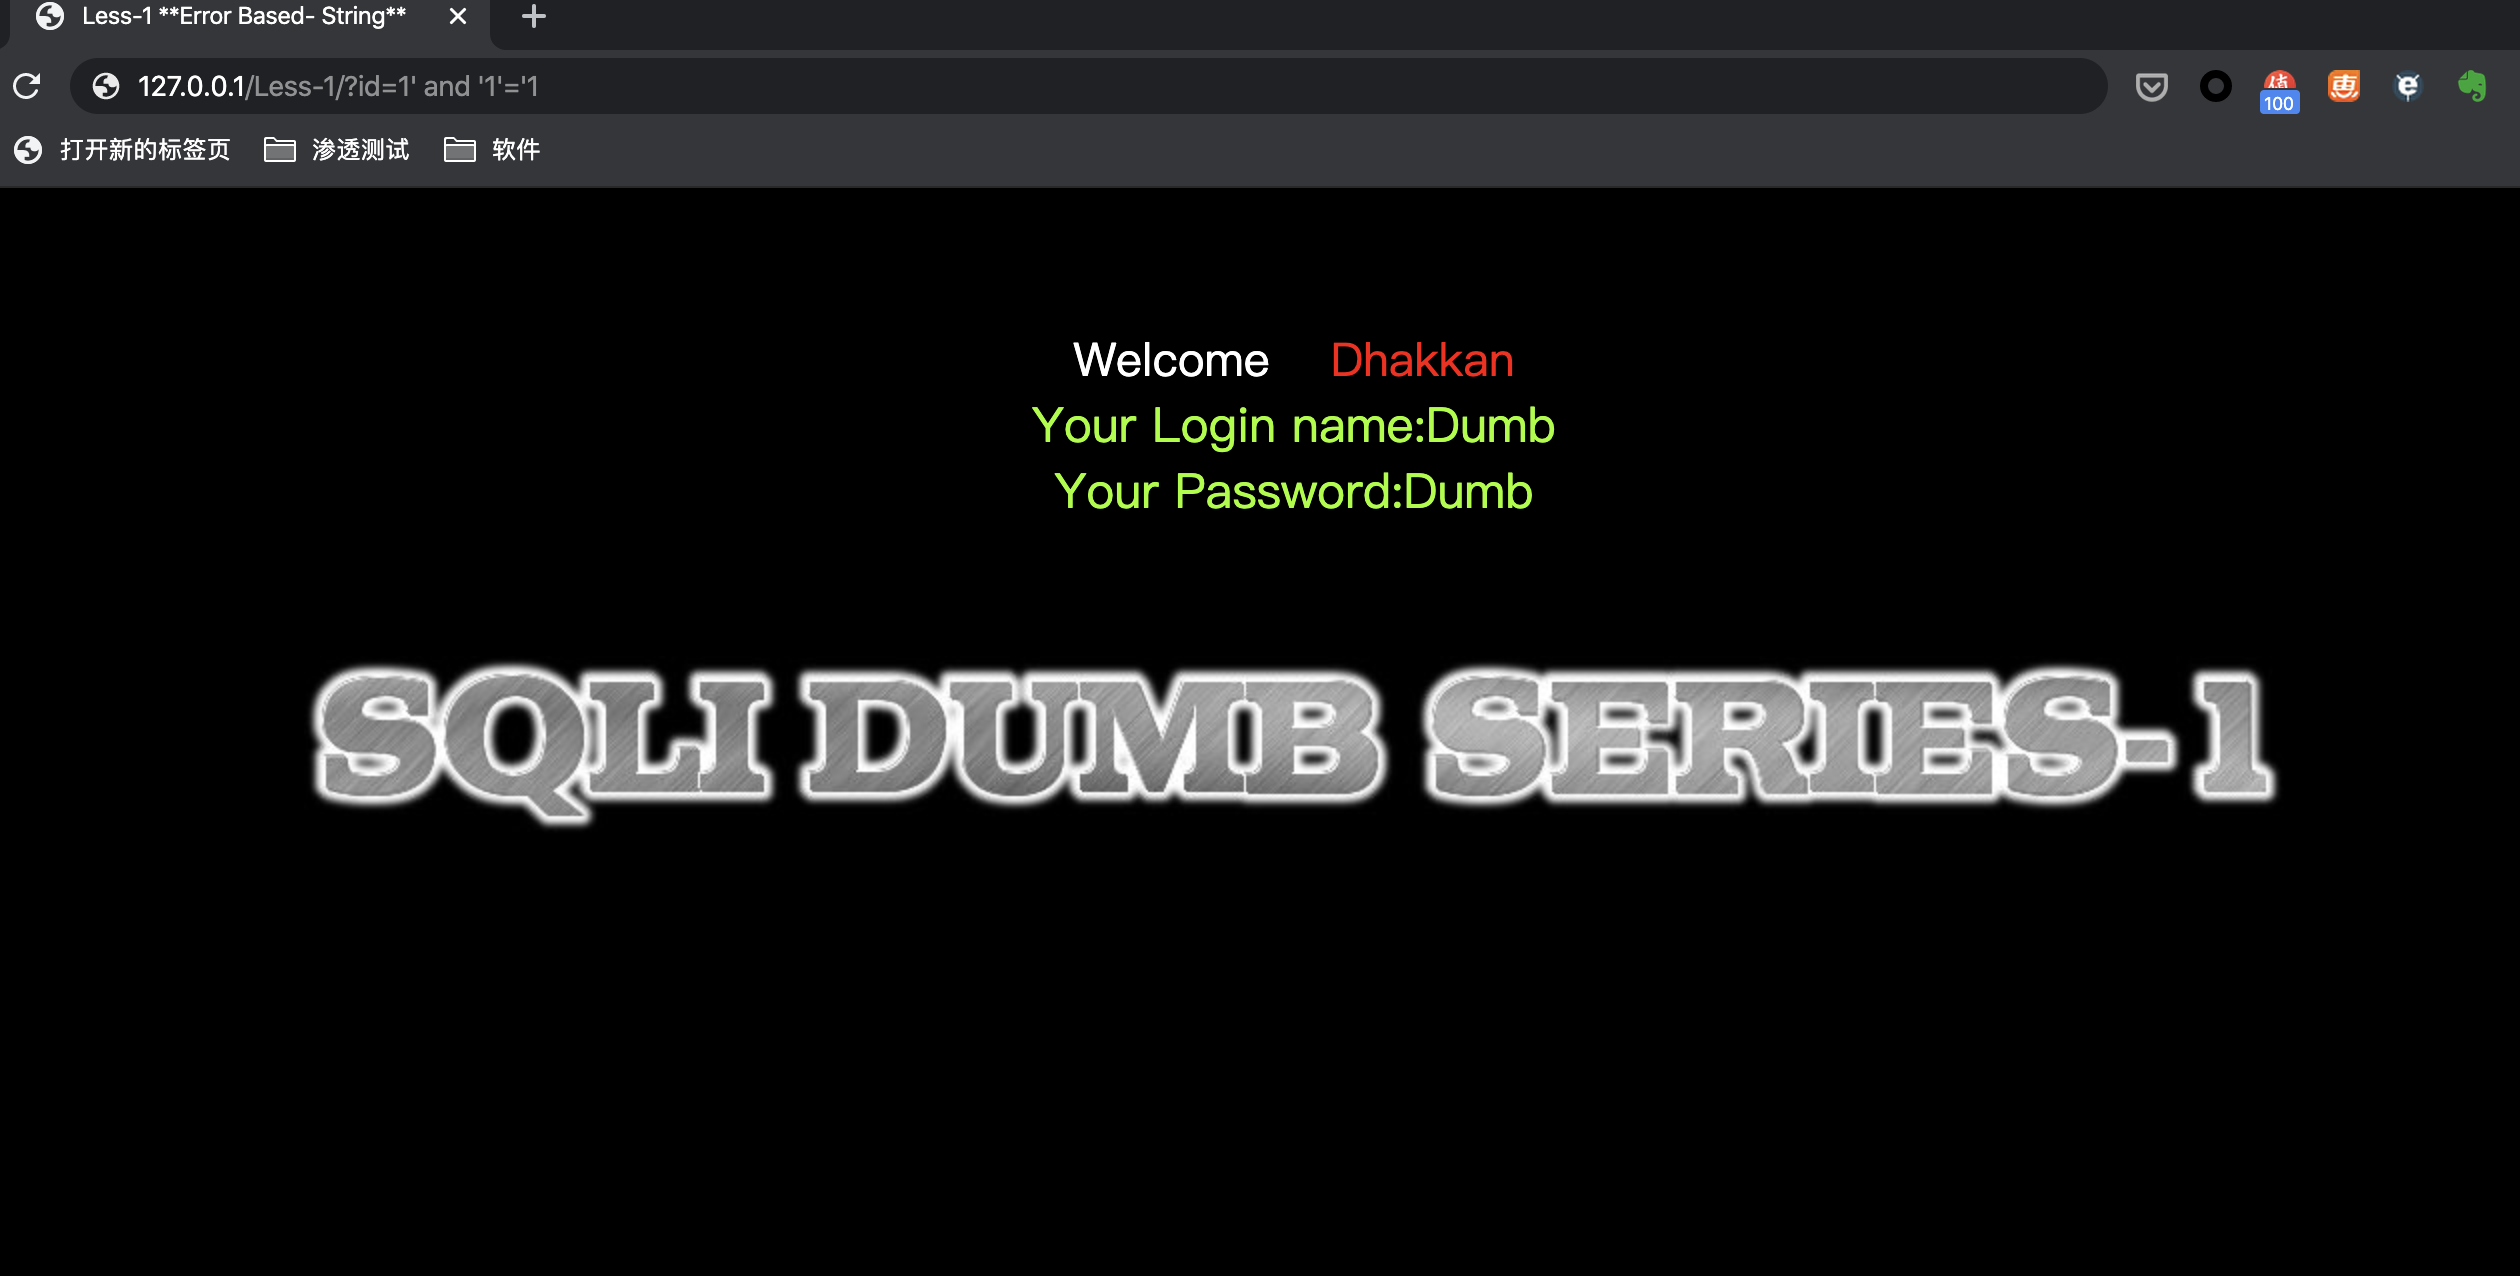 Less-1 **Error Based- String**
127.0.0.1/Less-1/?id=1' and '1'='1
值
100
惠
e
打开新的标签页 渗透测试 软件
Welcome Dhakkan
Your Login name:Dumb
Your Password:Dumb
SQLI DUMB SERIES-1